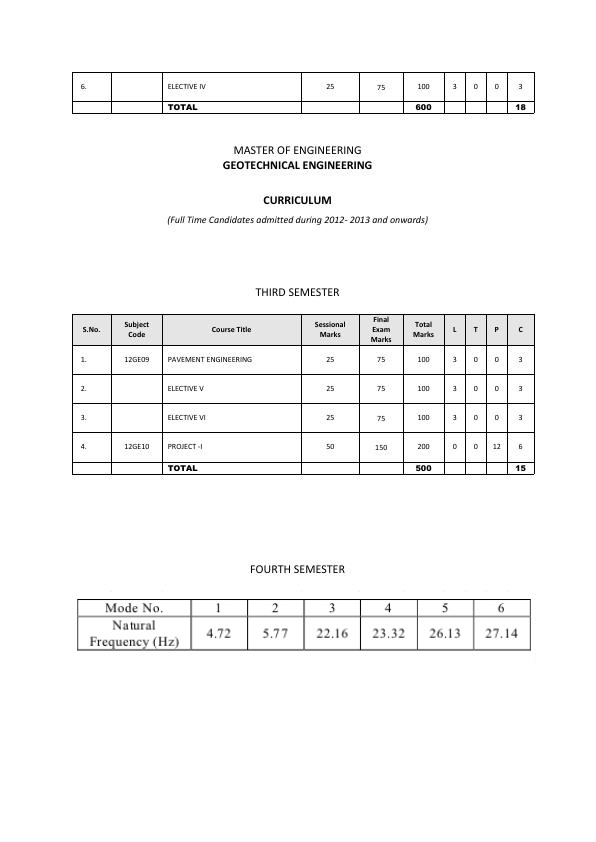 6. ELECTIVE IV 25 75 100 3 0 0 3
TOTAL 600 18
MASTER OF ENGINEERING
GEOTECHNICAL ENGINEERING
CURRICULUM
(Full Time Candidates admitted during 2012- 2013 and onwards)
THIRD SEMESTER
S.No. Subject Code Course Title Sessional Marks Final Exam Marks Total Marks L T P C
1. 12GE09 PAVEMENT ENGINEERING 25 75 100 3 0 0 3
2. ELECTIVE V 25 75 100 3 0 0 3
3. ELECTIVE VI 25 75 100 3 0 0 3
4. 12GE10 PROJECT -I 50 150 200 0 0 12 6
TOTAL 500 15
FOURTH SEMESTER
Mode No. 1 2 3 4 5 6
Natural Frequency (Hz) 4.72 5.77 22.16 23.32 26.13 27.14